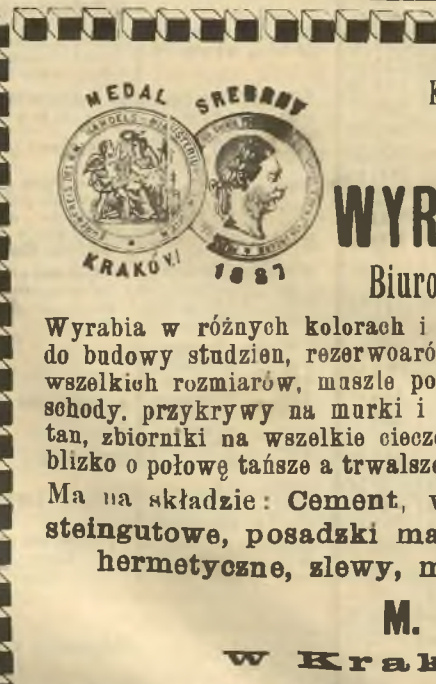 MEDAL SREBRNY
K
KRAKÓW
1887
WYR
Biuro
Wyrabia w różnych kolorach i
do budowy studzien, rezerwoaró
wszelkich rozmiarów, muszle po
schody, przykrywy na murki i
tan, zbiorniki na wszelkie ciecze
blizko o połowę tańsze a trwalsze
Ma na składzie: Cement, w
steingutowe, posadzki ma
hermetyczne, zlewy, m
M.
w Krak